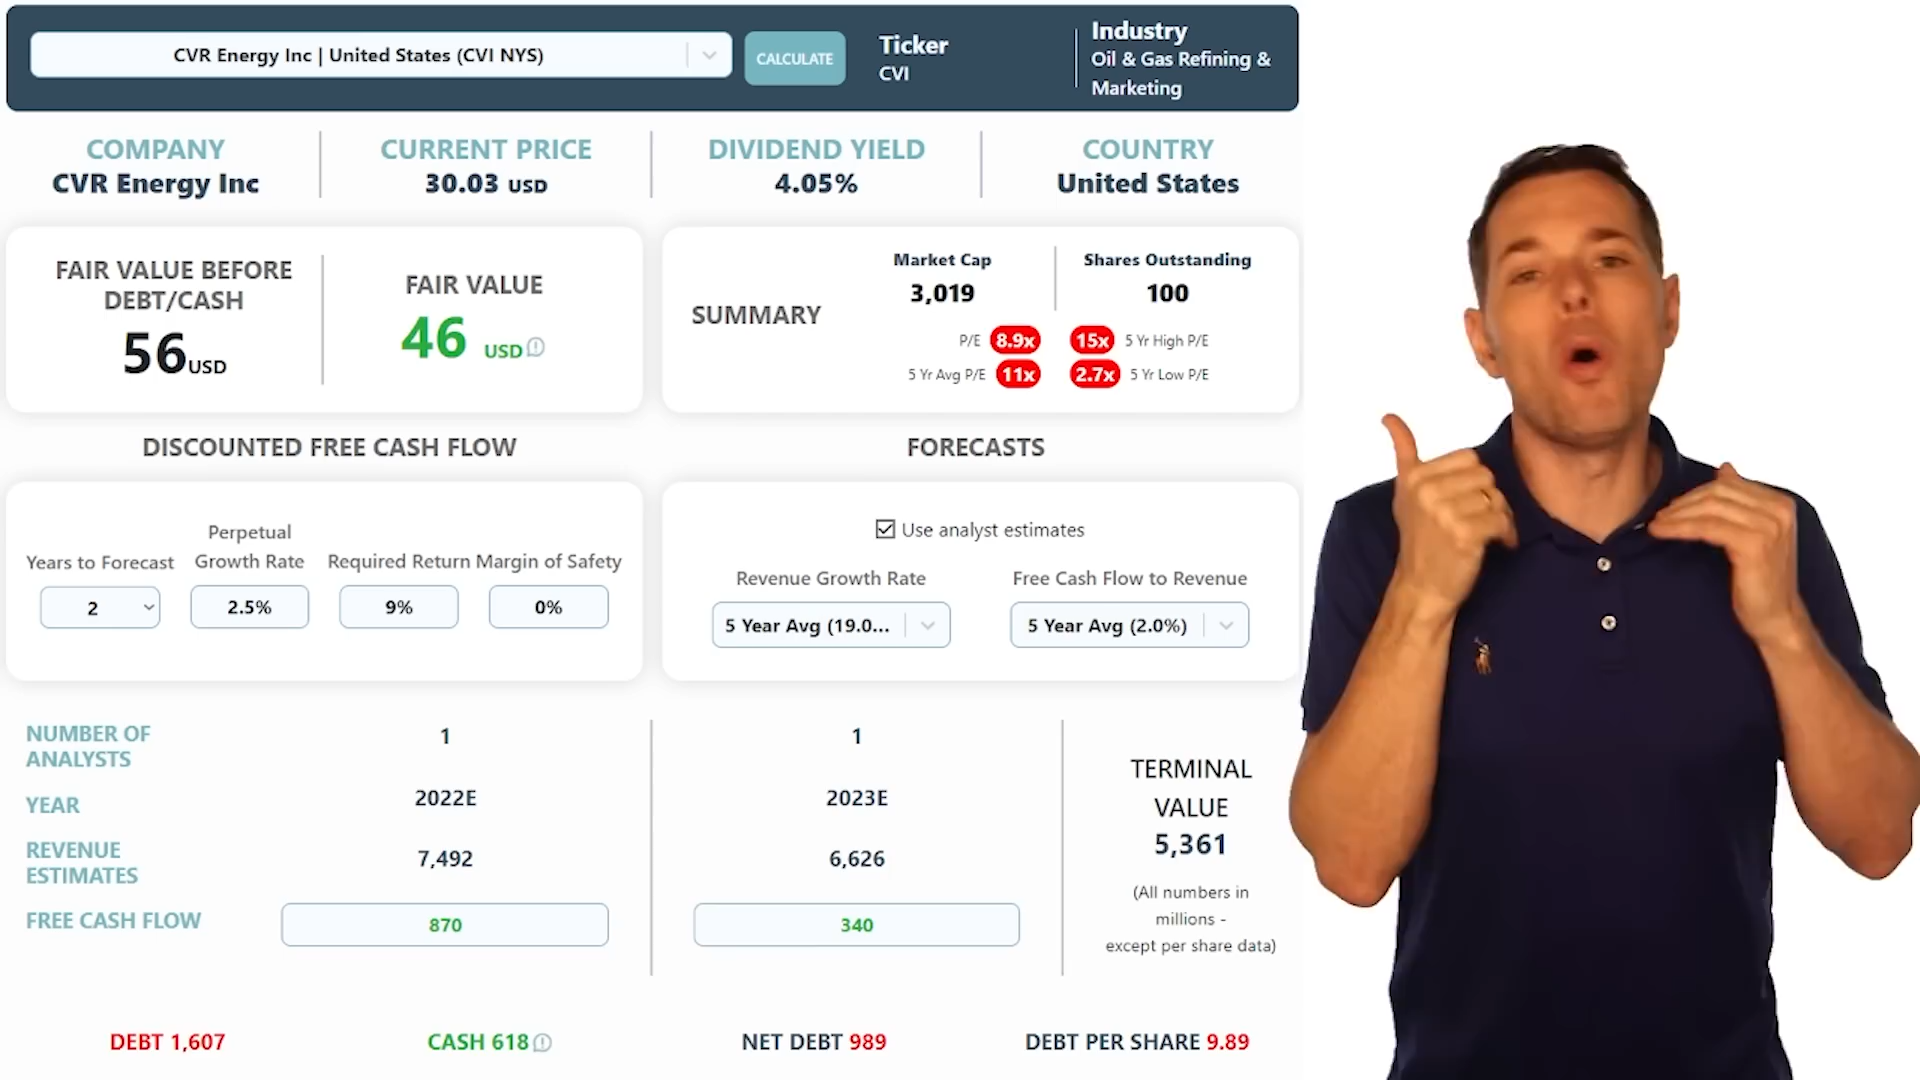 CVR Energy Inc | United States (CVI NYS)
CALCULATE
Ticker
CVI
Industry
Oil & Gas Refining &
Marketing
COMPANY
CVR Energy Inc
CURRENT PRICE
30.03 USD
DIVIDEND YIELD
4.05%
COUNTRY
United States
FAIR VALUE BEFORE
DEBT/CASH
56 USD
FAIR VALUE
46 USD
SUMMARY
Market Cap
3,019
Shares Outstanding
100
P/E 8.9x
15x 5 Yr High P/E
5 Yr Avg P/E 11x
2.7x 5 Yr Low P/E
DISCOUNTED FREE CASH FLOW
Years to Forecast
2
Perpetual
Growth Rate
2.5%
Required Return
9%
Margin of Safety
0%
FORECASTS
Use analyst estimates
Revenue Growth Rate
5 Year Avg (19.0...
Free Cash Flow to Revenue
5 Year Avg (2.0%)
NUMBER OF
ANALYSTS
1
1
YEAR
2022E
2023E
REVENUE
ESTIMATES
7,492
6,626
FREE CASH FLOW
870
340
TERMINAL
VALUE
5,361
(All numbers in
millions -
except per share data)
DEBT 1,607
CASH 618
NET DEBT 989
DEBT PER SHARE 9.89